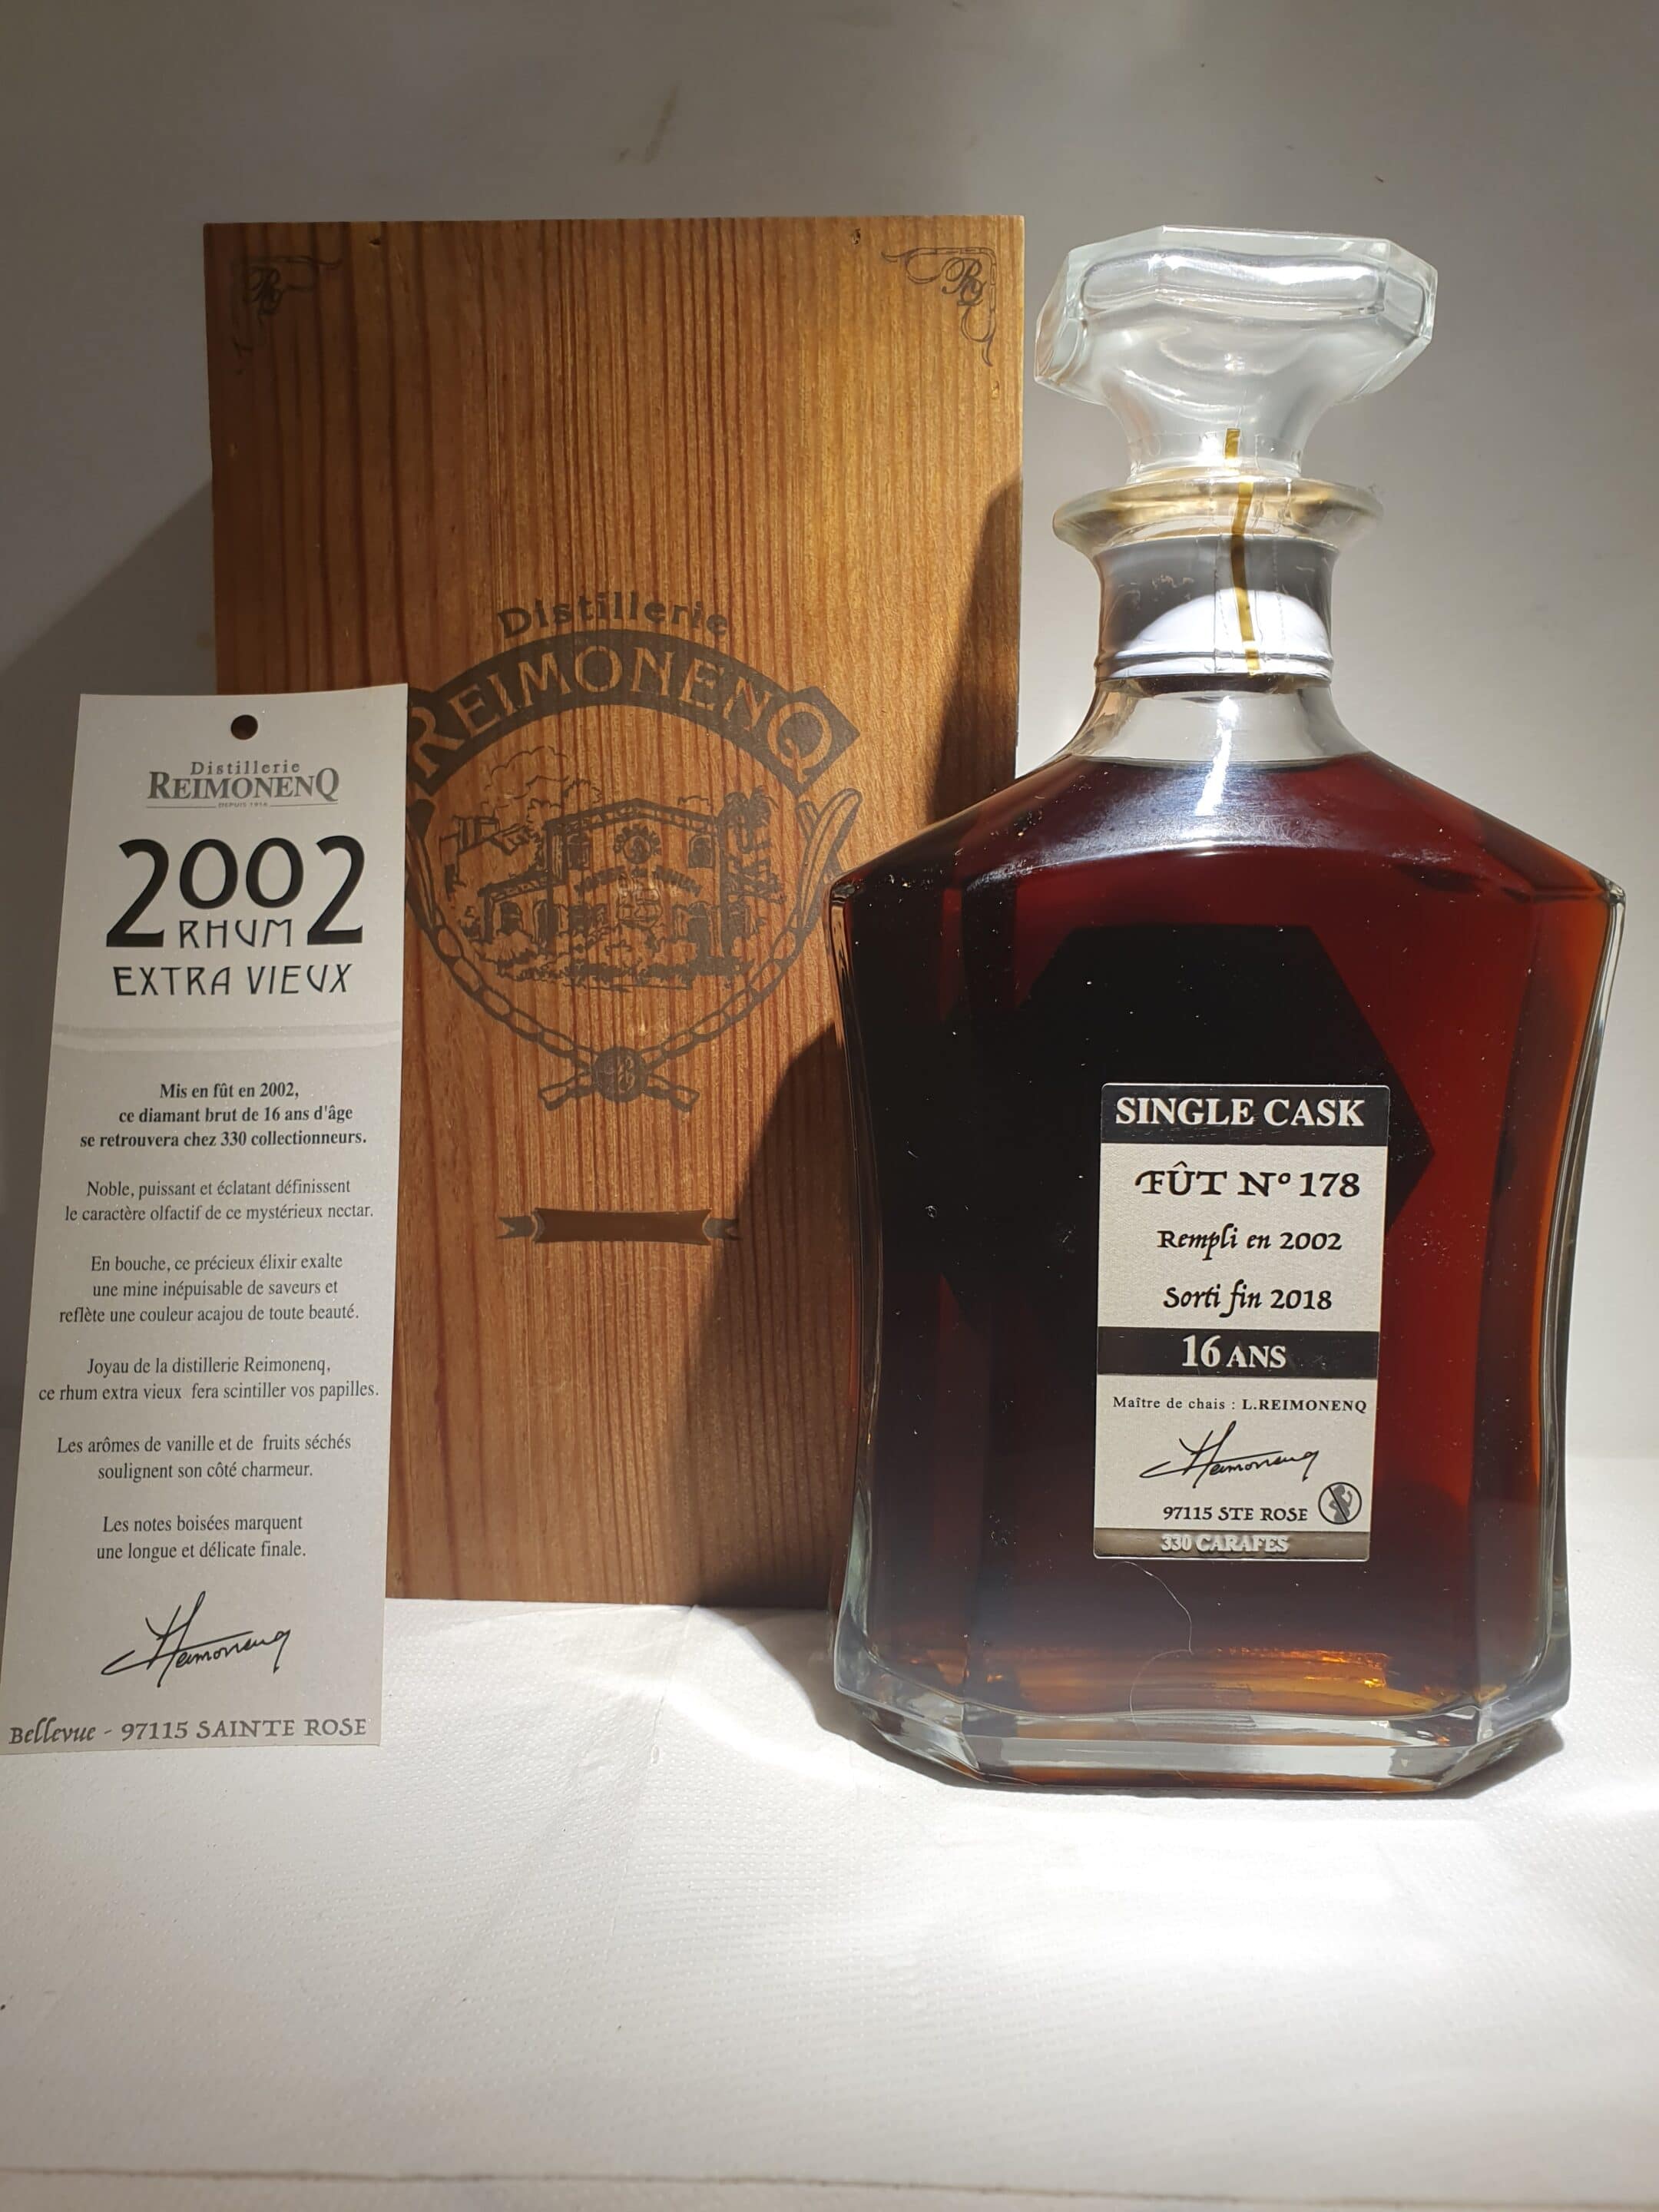 Distillerie
REIMONENQ
DEPUIS 1916
2002
RHUM
EXTRA VIEUX
Mis en fût en 2002,
ce diamant brut de 16 ans d'âge
se retrouvera chez 330 collectionneurs.
Noble, puissant et éclatant définissent
le caractère olfactif de ce mystérieux nectar.
En bouche, ce précieux élixir exalte
une mine inépuisable de saveurs et
reflète une couleur acajou de toute beauté.
Joyau de la distillerie Reimonenq,
ce rhum extra vieux fera scintiller vos papilles.
Les arômes de vanille et de fruits séchés
soulignent son côté charmeur.
Les notes boisées marquent
une longue et délicate finale.
Reimonenq
Bellevue - 97115 SAINTE ROSE
Distillerie
REIMONENQ
SINGLE CASK
FÛT N° 178
Rempli en 2002
Sorti fin 2018
16 ANS
Maître de chais : L.REIMONENQ
Reimonenq
97115 STE ROSE
330 CARAFES